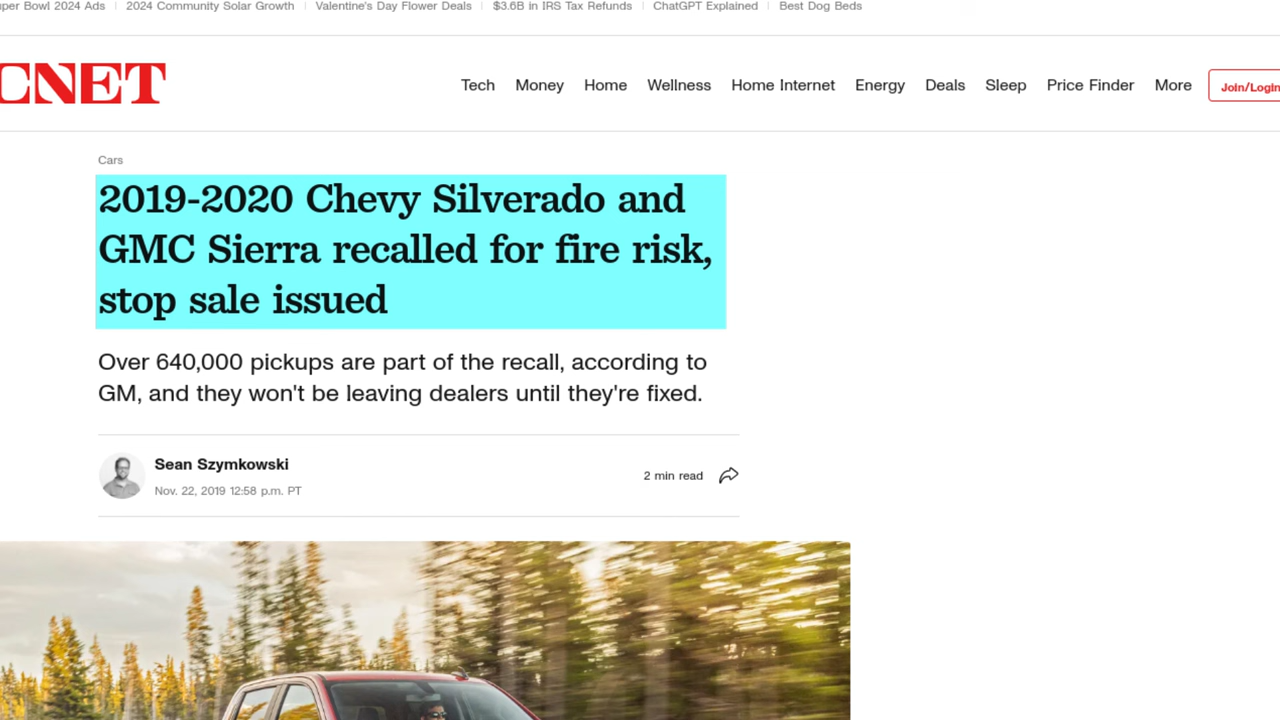 2024 Ads
2024 Community Solar Growth
Valentine's Day Flower Deals
$3.6B in IRS Tax Refunds
ChatGPT Explained
Best Dog Beds
CNET
Tech
Money
Home
Wellness
Home Internet
Energy
Deals
Sleep
Price Finder
More
Join/Login
Cars
2019-2020 Chevy Silverado and
GMC Sierra recalled for fire risk,
stop sale issued
Over 640,000 pickups are part of the recall, according to
GM, and they won't be leaving dealers until they're fixed.
Sean Szymkowski
2 min read
Nov. 22, 2019 12:58 p.m. PT